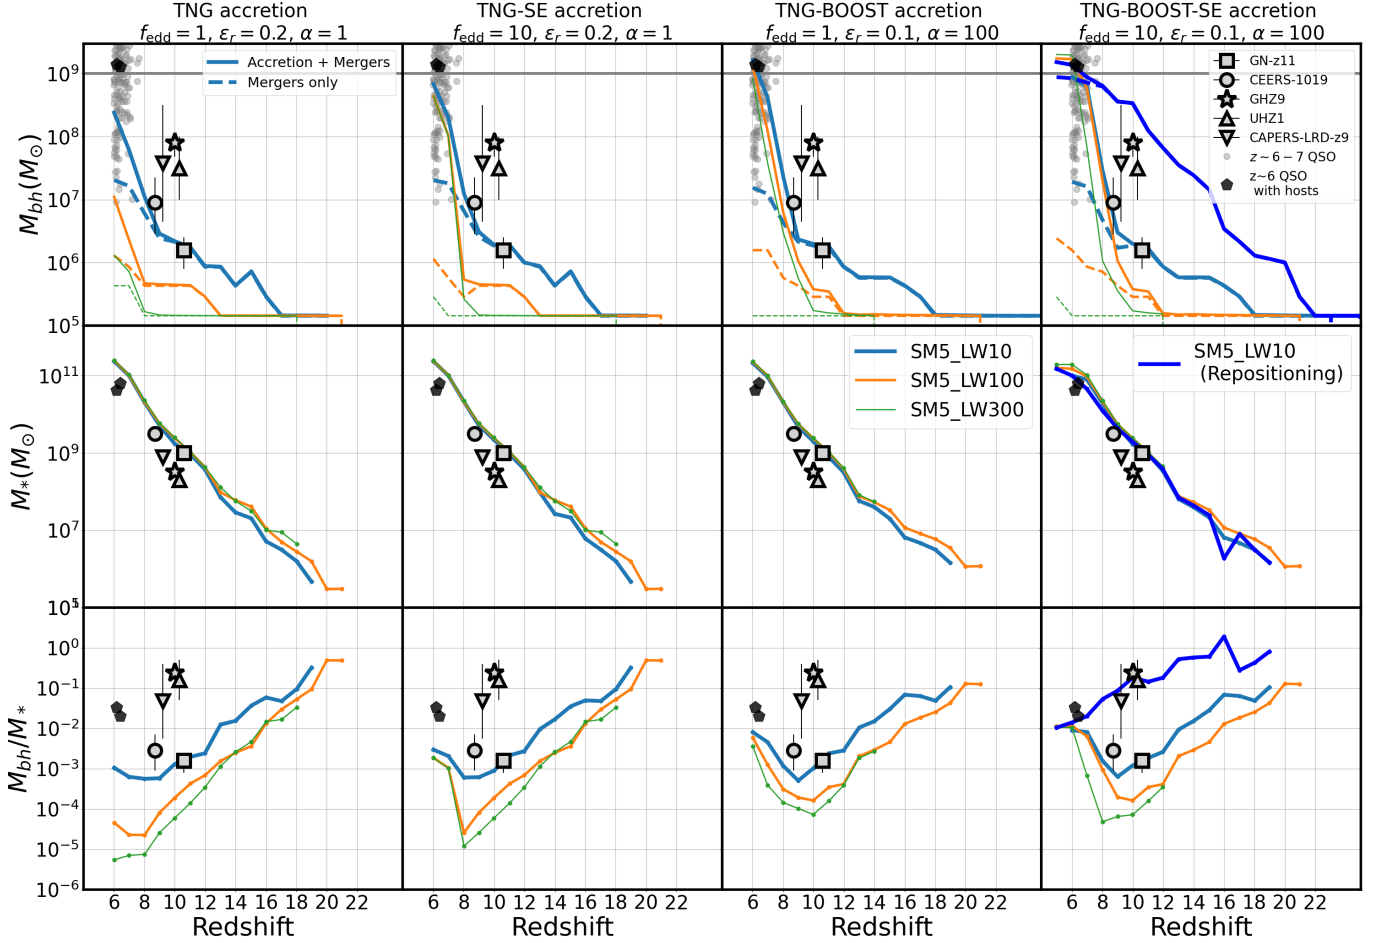 TNG accretion
f_edd = 1, ε_r = 0.2, α = 1
TNG-SE accretion
f_edd = 10, ε_r = 0.2, α = 1
TNG-BOOST accretion
f_edd = 1, ε_r = 0.1, α = 100
TNG-BOOST-SE accretion
f_edd = 10, ε_r = 0.1, α = 100
M_bh(M_⊙)
10^9
10^8
10^7
10^6
10^5
Accretion + Mergers
Mergers only
GN-z11
CEERS-1019
GHZ9
UHZ1
CAPERS-LRD-z9
z ~ 6 − 7 QSO
z~6 QSO
with hosts
M_*(M_⊙)
10^11
10^9
10^7
10^5
SM5_LW10
SM5_LW100
SM5_LW300
SM5_LW10
(Repositioning)
M_bh/M_*
10^0
10^−1
10^−2
10^−3
10^−4
10^−5
10^−6
6 8 10 12 14 16 18 20 22
6 8 10 12 14 16 18 20 22
6 8 10 12 14 16 18 20 22
6 8 10 12 14 16 18 20 22
Redshift
Redshift
Redshift
Redshift